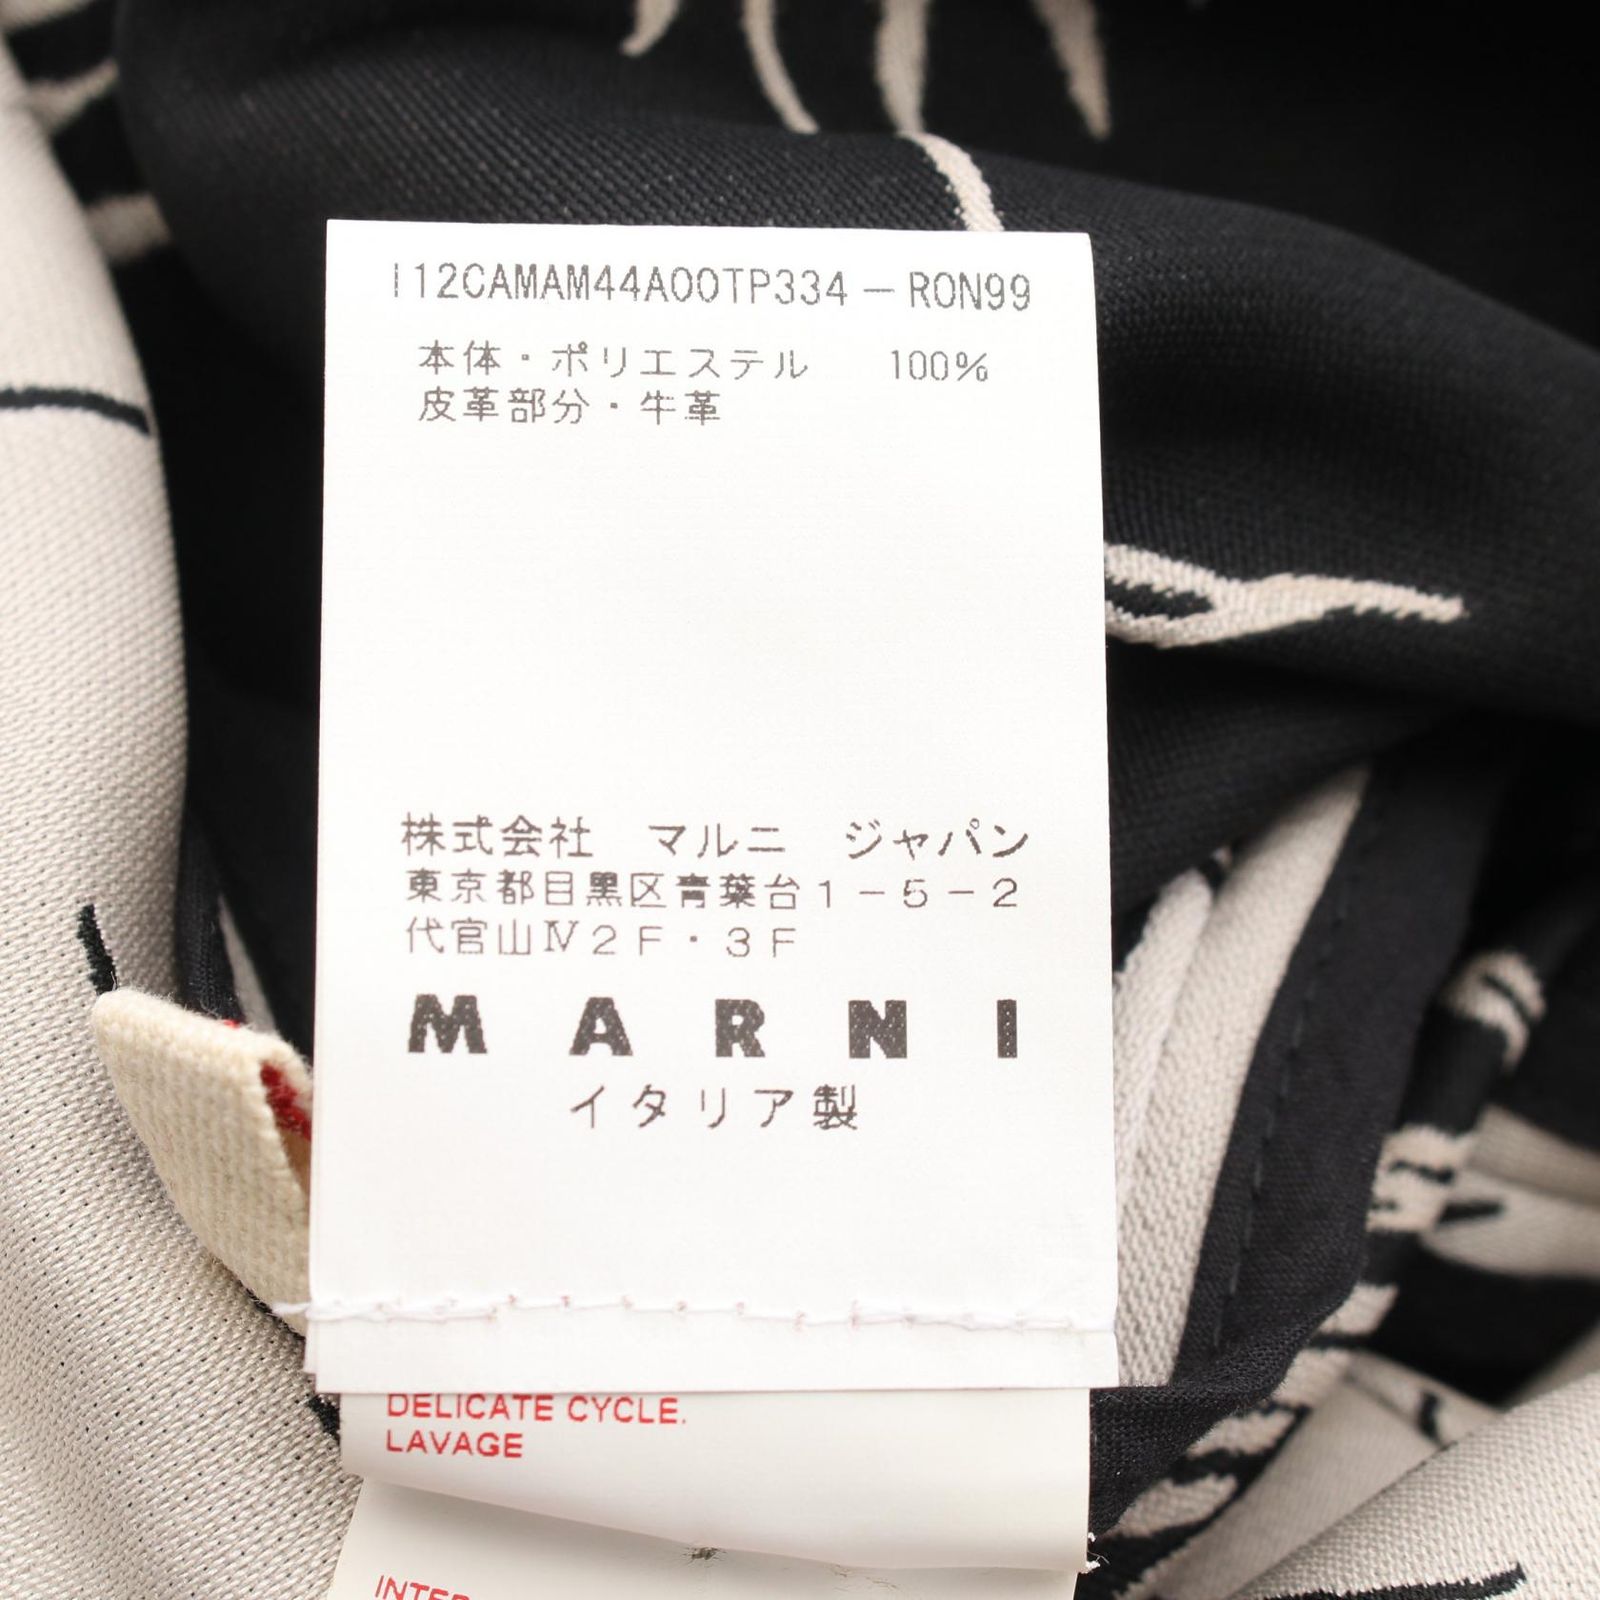 I12CAMAM44A00TP334－RON99
本体・ポリエステル　100%
皮革部分・牛革
株式会社　マルニ　ジャパン
東京都目黒区青葉台１－５－２
代官山Ⅳ２Ｆ・３Ｆ
MARNI
イタリア製
DELICATE CYCLE.
LAVAGE